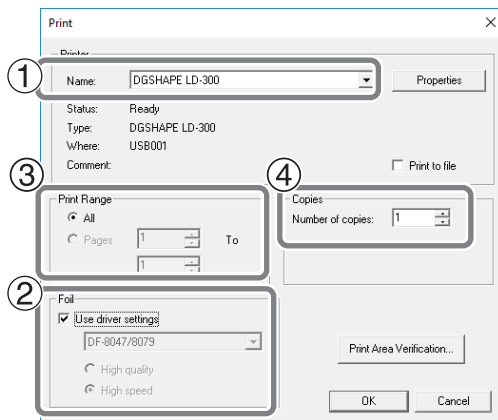 Print
Printer
1
Name: DGSHAPE LD-300 Properties
Status: Ready
Type: DGSHAPE LD-300
Where: USB001
Comment: Print to file
3
4
Print Range
All
Pages 1 To
1
Copies
Number of copies: 1
2
Foil
Use driver settings
DF-8047/8079
High quality
High speed
Print Area Verification...
OK Cancel